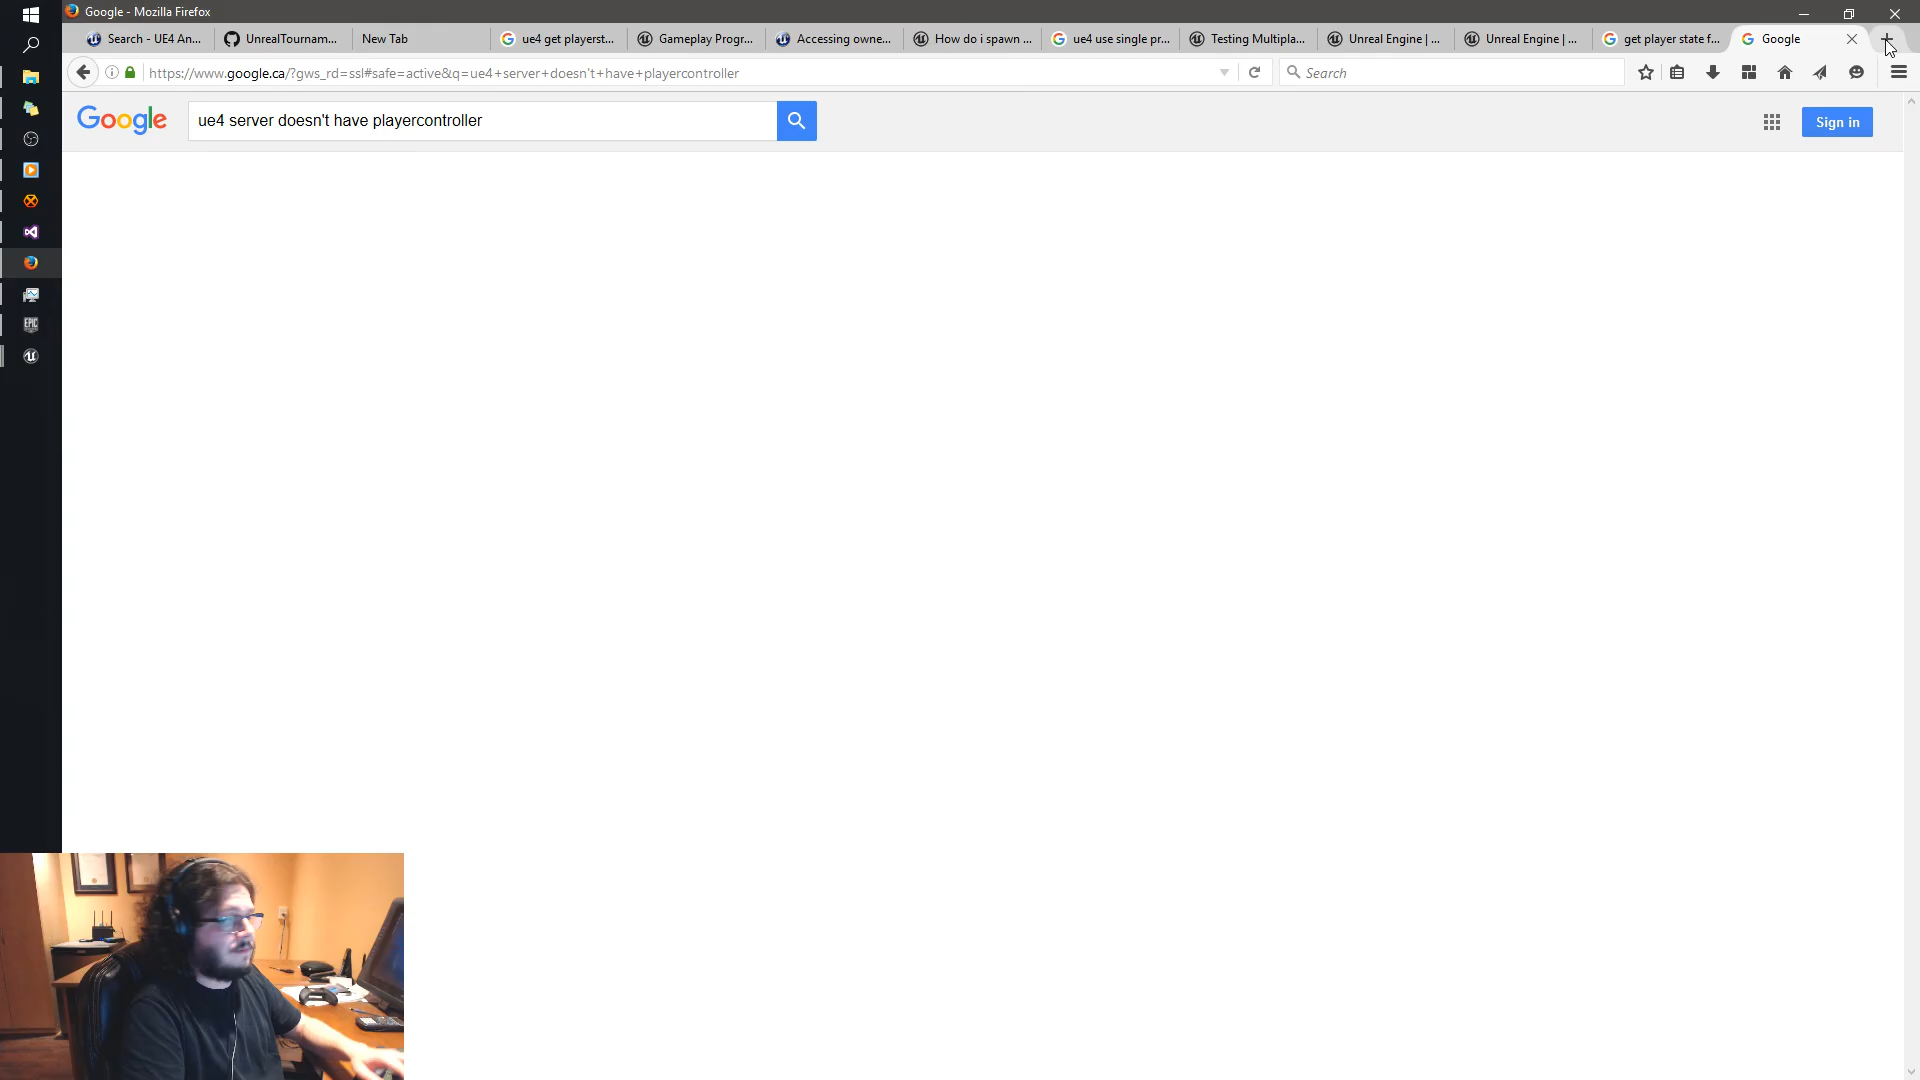 Google - Mozilla Firefox
Search - UE4 An...
UnrealTournam...
New Tab
ue4 get playerst...
Gameplay Progr...
Accessing owne...
How do i spawn ...
ue4 use single pr...
Testing Multipla...
Unreal Engine | ...
Unreal Engine | ...
get player state f...
Google
https://www.google.ca/?gws_rd=ssl#safe=active&q=ue4+server+doesn't+have+playercontroller
Search
Google
ue4 server doesn't have playercontroller
Sign in
EPIC